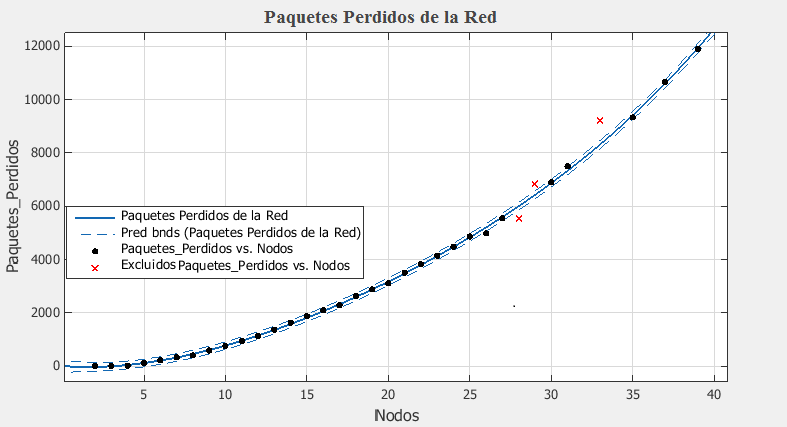 Paquetes Perdidos de la Red
12000
10000
8000
6000
4000
2000
0
Paquetes_Perdidos
Paquetes Perdidos de la Red
Pred bnds (Paquetes Perdidos de la Red)
Paquetes_Perdidos vs. Nodos
Excluidos Paquetes_Perdidos vs. Nodos
5 10 15 20 25 30 35 40
Nodos